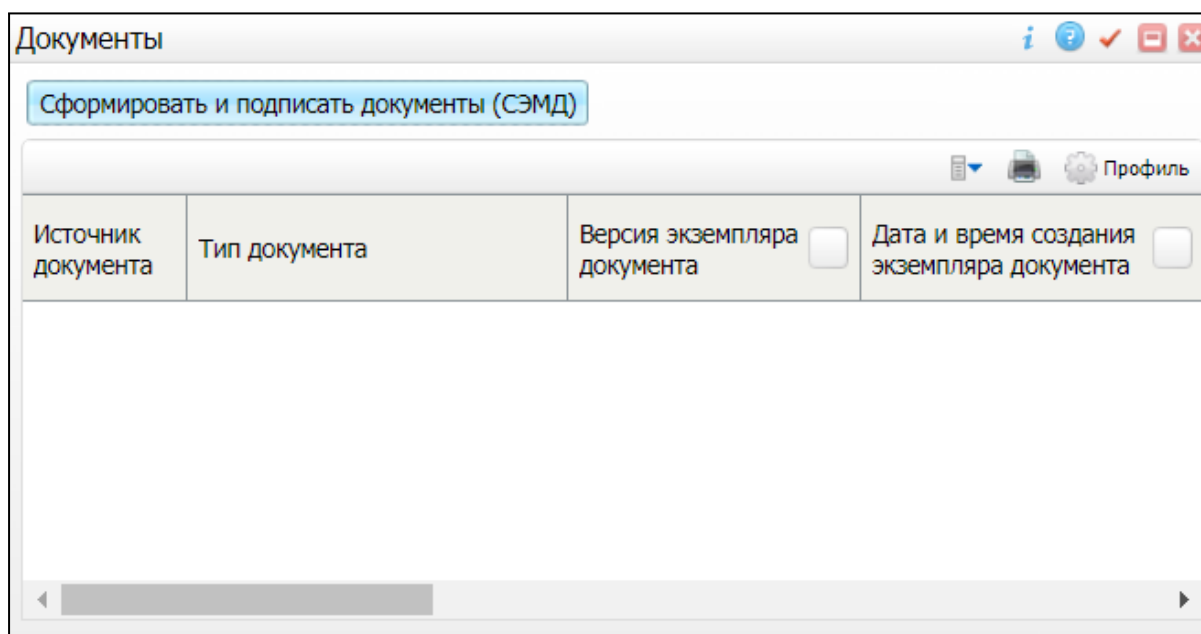 Документы
Сформировать и подписать документы (СЭМД)
Профиль
Источник
документа
Тип документа
Версия экземпляра
документа
Дата и время создания
экземпляра документа